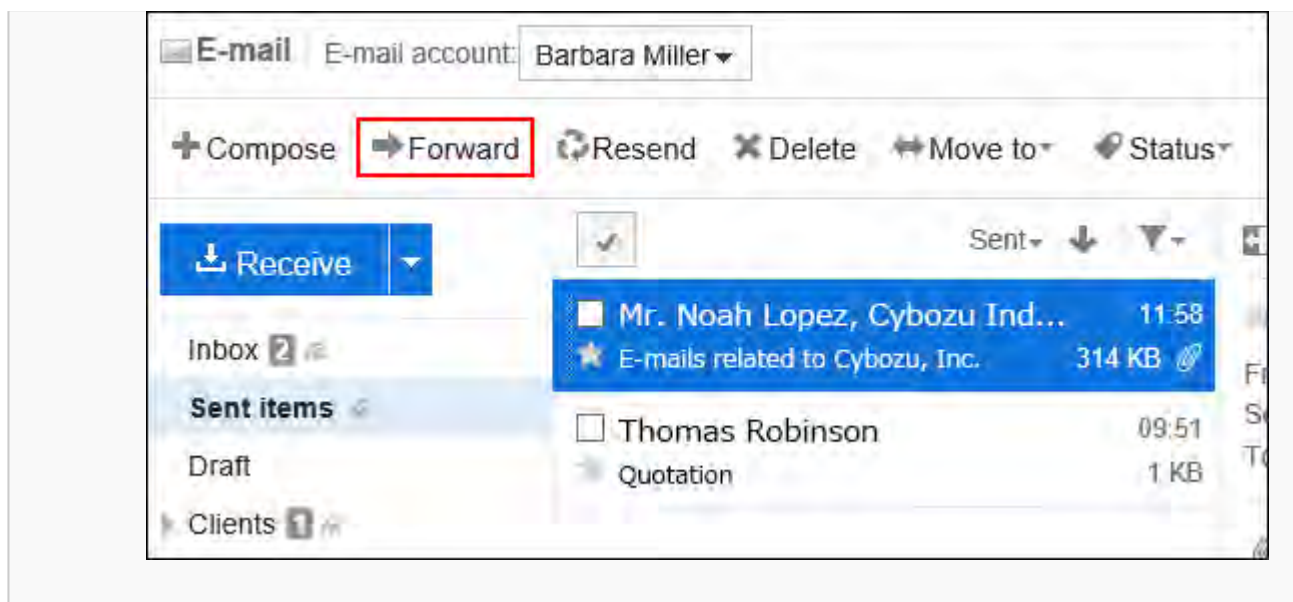 E-mail E-mail account: Barbara Miller
Compose Forward Resend Delete Move to Status
Receive
Sent
Mr. Noah Lopez, Cybozu Ind... 11:58
E-mails related to Cybozu, Inc. 314 KB
Inbox 2
Sent items
Thomas Robinson 09:51
Draft
Quotation 1 KB
Clients 1